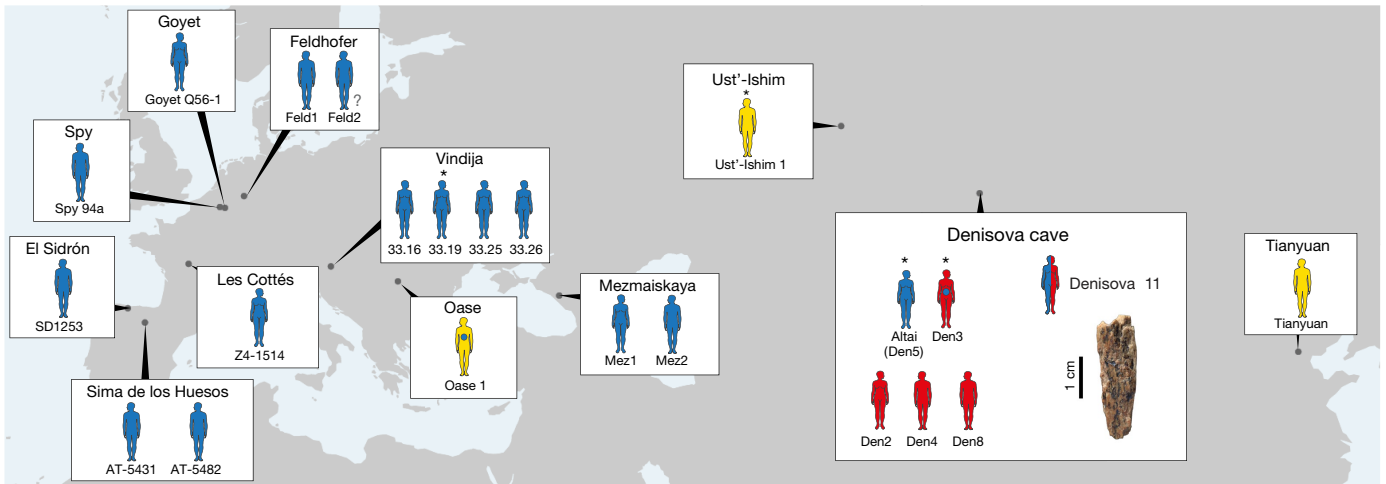 Goyet
Goyet Q56-1
Feldhofer
?
Feld1 Feld2
Spy
Spy 94a
Vindija
*
33.16 33.19 33.25 33.26
Ust'-Ishim
*
Ust'-Ishim 1
El Sidrón
SD1253
Les Cottés
Z4-1514
Oase
Oase 1
Mezmaiskaya
Mez1 Mez2
Sima de los Huesos
AT-5431 AT-5482
Denisova cave
* *
Altai
(Den5)
Den3
Denisova 11
Den2 Den4 Den8
1 cm
Tianyuan
Tianyuan